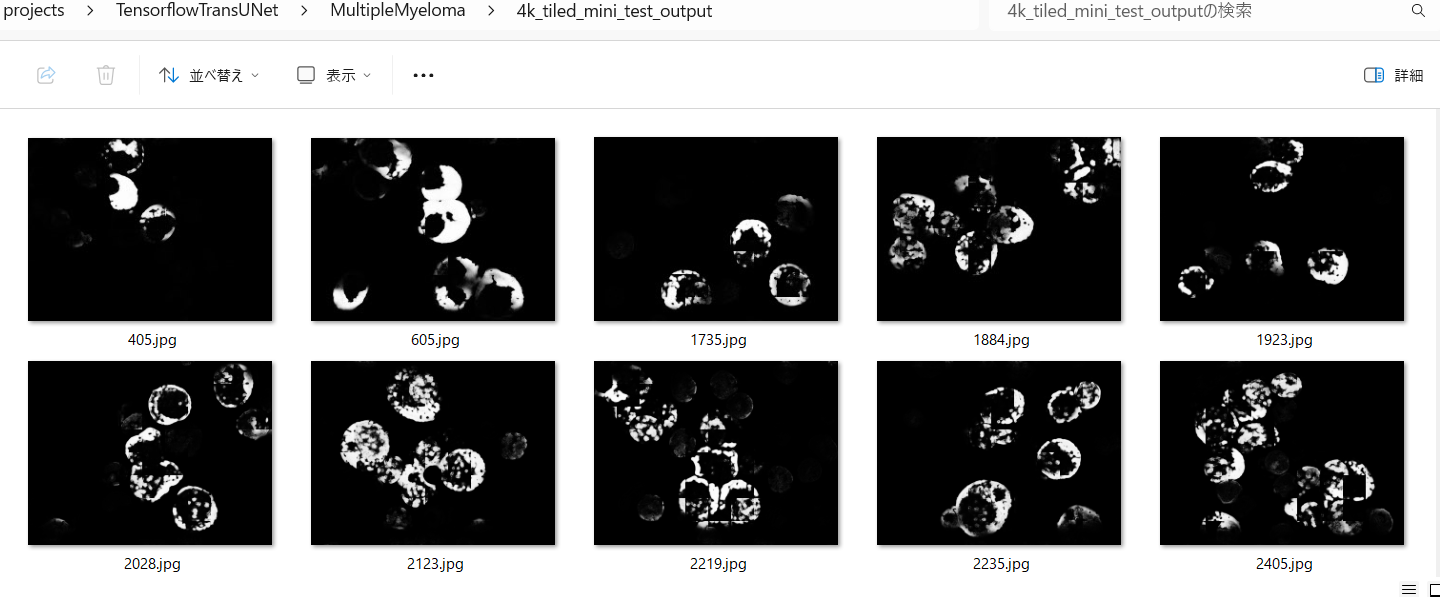 projects > TensorflowTransUNet > MultipleMyeloma > 4k_tiled_mini_test_output
4k_tiled_mini_test_outputの検索
並べ替え
表示
詳細
405.jpg
605.jpg
1735.jpg
1884.jpg
1923.jpg
2028.jpg
2123.jpg
2219.jpg
2235.jpg
2405.jpg